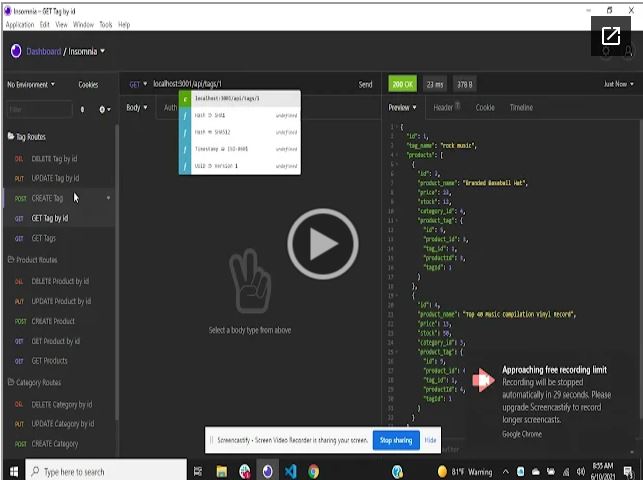 Insomnia – GET Tag by id
Application Edit View Window Tools Help
Dashboard / Insomnia
No Environment Cookies
GET localhost:3001/api/tags/1 Send
200 OK 23 ms 378 B Just Now
Filter
Body Auth
localhost:3001/api/tags/1
Hash SHA1 undefined
Hash SHA512 undefined
Timestamp ISO-8601 undefined
UUID Version 1 undefined
Preview Header Cookie Timeline
Tag Routes
DEL DELETE Tag by id
PUT UPDATE Tag by id
POST CREATE Tag
GET GET Tag by id
GET GET Tags
Product Routes
DEL DELETE Product by id
PUT UPDATE Product by id
POST CREATE Product
GET GET Product by id
GET GET Products
Category Routes
DEL DELETE Category by id
PUT UPDATE Category by id
POST CREATE Category
Select a body type from above
1 {
2 "id": 1,
3 "tag_name": "rock music",
4 "products": [
5 {
6 "id": 3,
7 "product_name": "Branded Baseball Hat",
8 "price": 23,
9 "stock": 12,
10 "category_id": 4,
11 "product_tag": {
12
13 "product_id": 3,
14 "tag_id": 1,
15 "productId": 3,
16 "tagId": 1
17 }
18 },
19 {
20 "id": 4,
21 "product_name": "Top 40 Music Compilation Vinyl Record",
22 "price": 13,
23 "stock": 50,
24 "category_id": 3,
25 "product_tag": {
26
27 "product_id":
28 "tag_id": 1,
29 "productId":
30 "tagId": 1
31 }
32 }
Approaching free recording limit
Recording will be stopped
automatically in 29 seconds. Please
upgrade Screencastify to record
longer screencasts.
Google Chrome
Screencastify - Screen Video Recorder is sharing your screen. Stop sharing Hide
Type here to search
81°F Warning
8:55 AM